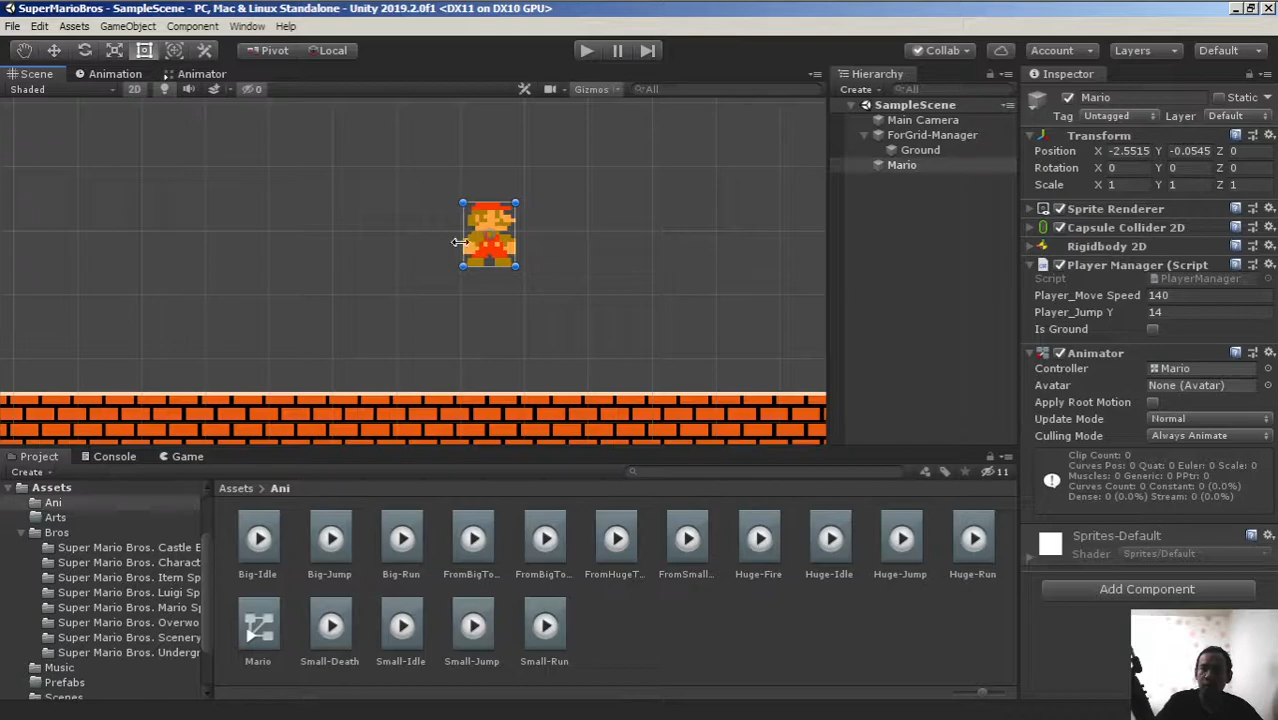 SuperMarioBros - SampleScene - PC, Mac & Linux Standalone - Unity 2019.2.0f1 <DX11 on DX10 GPU>
File Edit Assets GameObject Component Window Help
Pivot Local Collab Account Layers Default
Scene Animation Animator
Shaded 2D 0 Gizmos All
Hierarchy
Create All
SampleScene
Main Camera
ForGrid-Manager
Ground
Mario
Inspector
Mario Static
Tag Untagged Layer Default
Transform
Position X -2.5515 Y -0.0545 Z 0
Rotation X 0 Y 0 Z 0
Scale X 1 Y 1 Z 1
Sprite Renderer
Capsule Collider 2D
Rigidbody 2D
Player Manager (Script
Script PlayerManager
Player_Move Speed 140
Player_Jump Y 14
Is Ground
Animator
Controller Mario
Avatar None (Avatar)
Apply Root Motion
Update Mode Normal
Culling Mode Always Animate
Clip Count: 0
Curves Pos: 0 Quat: 0 Euler: 0 Scale: 0
Muscles: 0 Generic: 0 PPtr: 0
Curves Count: 0 Constant: 0 (0.0%)
Dense: 0 (0.0%) Stream: 0 (0.0%)
Sprites-Default
Shader Sprites/Default
Add Component
Project Console Game
Create 11
Assets
Ani
Arts
Bros
Super Mario Bros. Castle E
Super Mario Bros. Charact
Super Mario Bros. Item Sp
Super Mario Bros. Luigi Sp
Super Mario Bros. Mario Sp
Super Mario Bros. Overwo
Super Mario Bros. Scenery
Super Mario Bros. Undergr
Music
Prefabs
Scenes
Assets > Ani
Big-Idle Big-Jump Big-Run FromBigTo... FromBigTo... FromHugeT... FromSmall... Huge-Fire Huge-Idle Huge-Jump Huge-Run
Mario Small-Death Small-Idle Small-Jump Small-Run